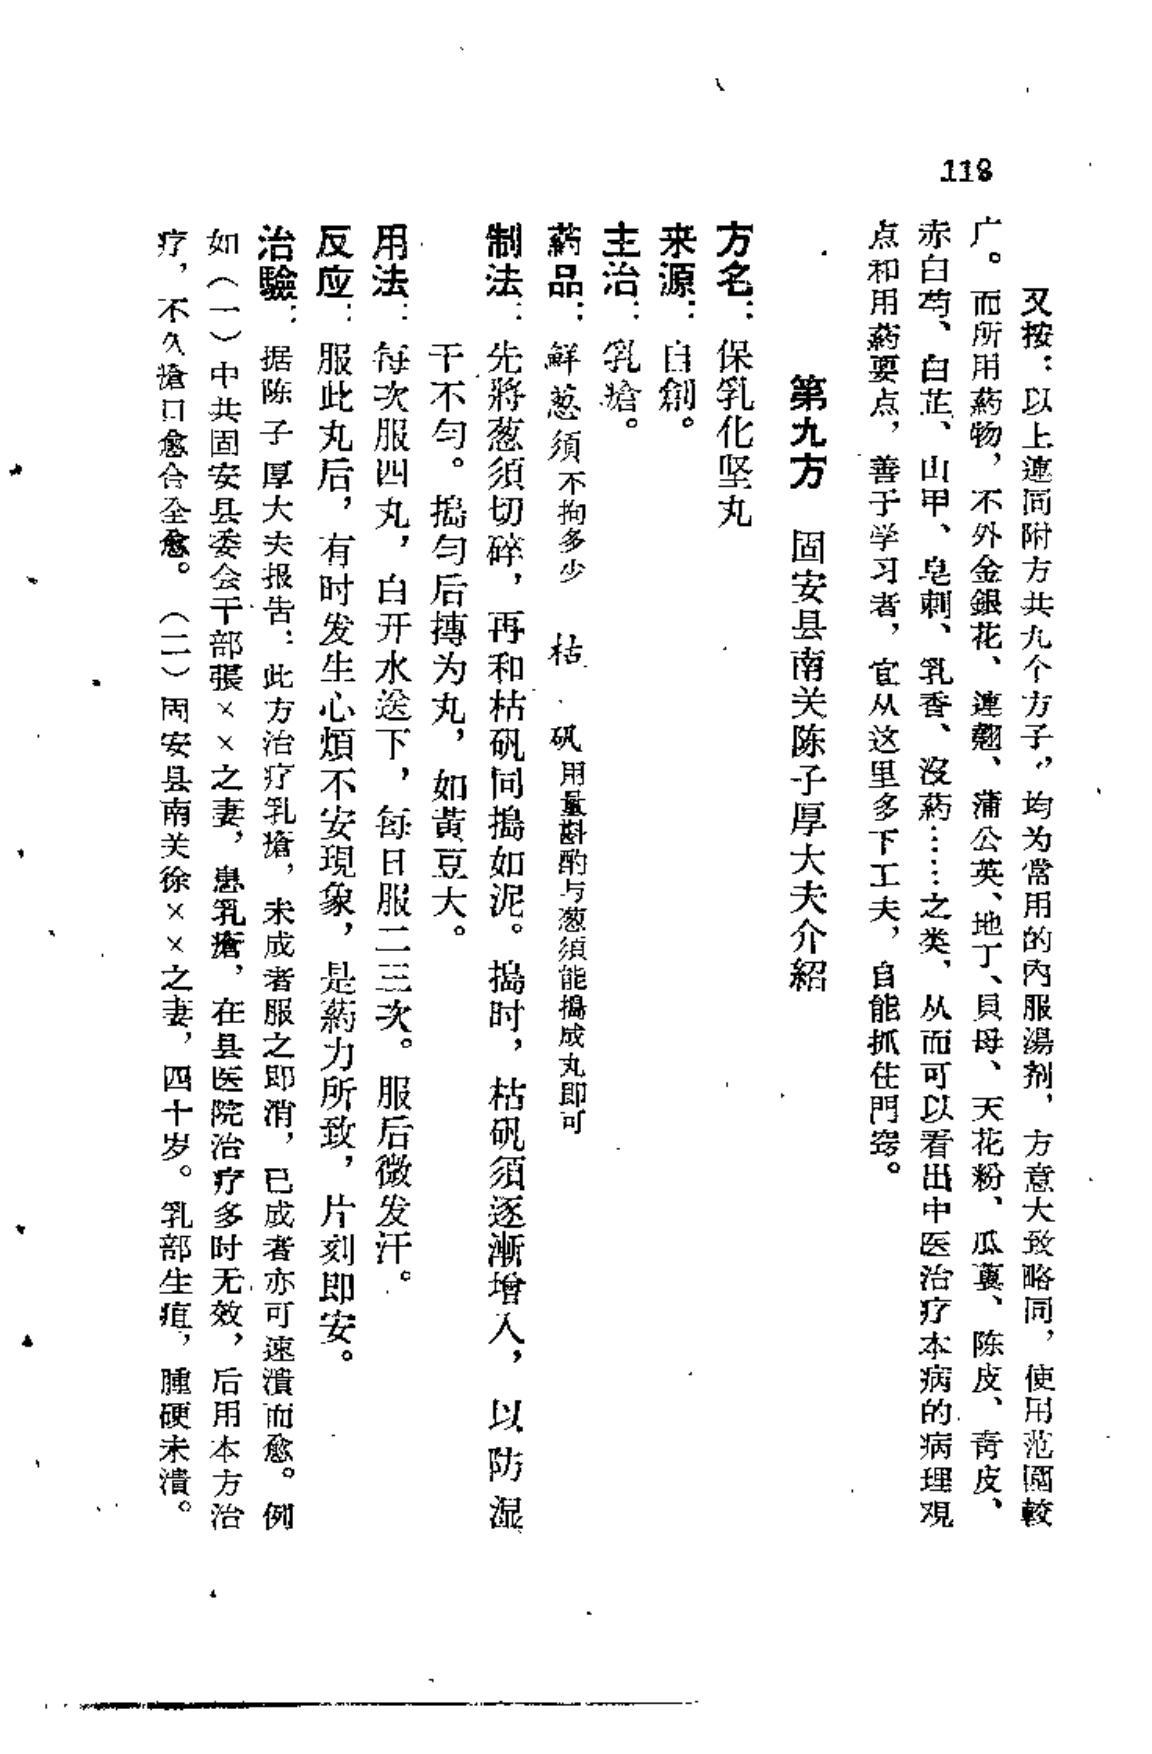 118
又按：以上連同附方共九个方子，均为常用的內服湯剂，方意大致略同，使用范圍較
广。而所用葯物，不外金銀花、連翹、蒲公英、地丁、貝母、天花粉、瓜蔞、陈皮、靑皮、
赤白芍、白芷、山甲、皂刺、乳香、沒葯……之类，从而可以看出中医治疗本病的病理观
点和用葯要点，善于学习者，宜从这里多下工夫，自能抓住門窍。
第九方　固安县南关陈子厚大夫介紹
方名：保乳化坚丸
来源：自創。
主治：乳瘡。
葯品：鮮葱须不拘多少　枯矾用量斟酌与葱须能搗成丸即可
制法：先將葱须切碎，再和枯矾同搗如泥。搗时，枯矾须逐漸增入，以防湿
干不匀。搗匀后摶为丸，如黃豆大。
用法：每次服四丸，白开水送下，每日服二三次。服后微发汗。
反应：服此丸后，有时发生心煩不安現象，是葯力所致，片刻即安。
治驗：据陈子厚大夫报告：此方治疗乳瘡，未成者服之即消，已成者亦可速潰而愈。例
如（一）中共固安县委会干部張××之妻，患乳瘡，在县医院治疗多时无效，后用本方治
疗，不久瘡口愈合全愈。（二）固安县南关徐××之妻，四十岁。乳部生疽，腫硬未潰。